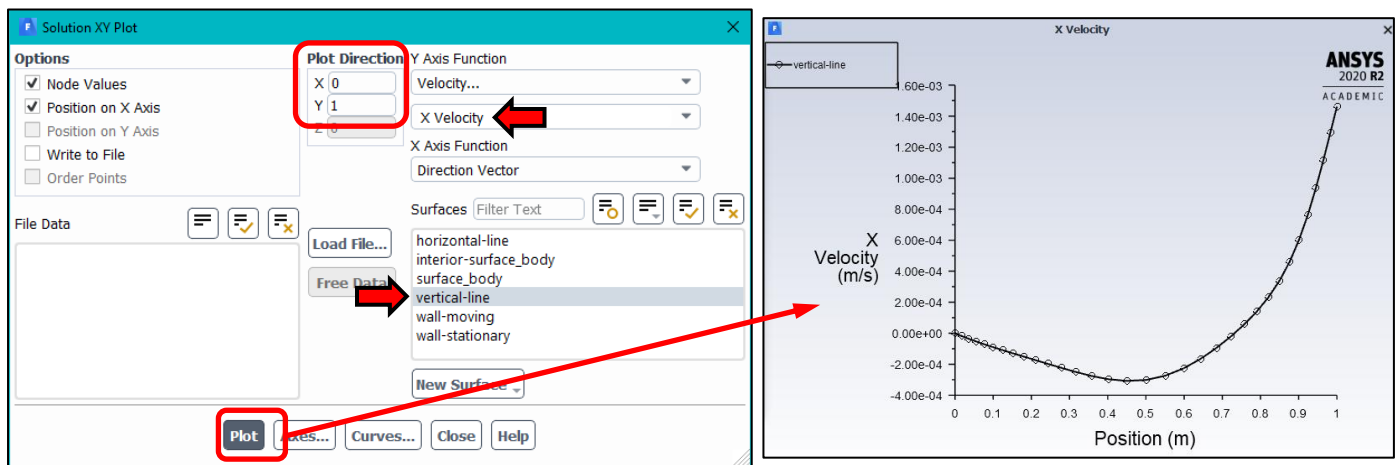 Solution XY Plot
Options
Node Values
Position on X Axis
Position on Y Axis
Write to File
Order Points
Plot Direction
X 0
Y 1
Z 0
Y Axis Function
Velocity...
X Velocity
X Axis Function
Direction Vector
File Data
Load File...
Free Data
Surfaces Filter Text
horizontal-line
interior-surface_body
surface_body
vertical-line
wall-moving
wall-stationary
New Surface
Plot Axes... Curves... Close Help
X Velocity
vertical-line
ANSYS
2020 R2
ACADEMIC
1.60e-03
1.40e-03
1.20e-03
1.00e-03
8.00e-04
6.00e-04
4.00e-04
2.00e-04
0.00e+00
-2.00e-04
-4.00e-04
X
Velocity
(m/s)
0 0.1 0.2 0.3 0.4 0.5 0.6 0.7 0.8 0.9 1
Position (m)